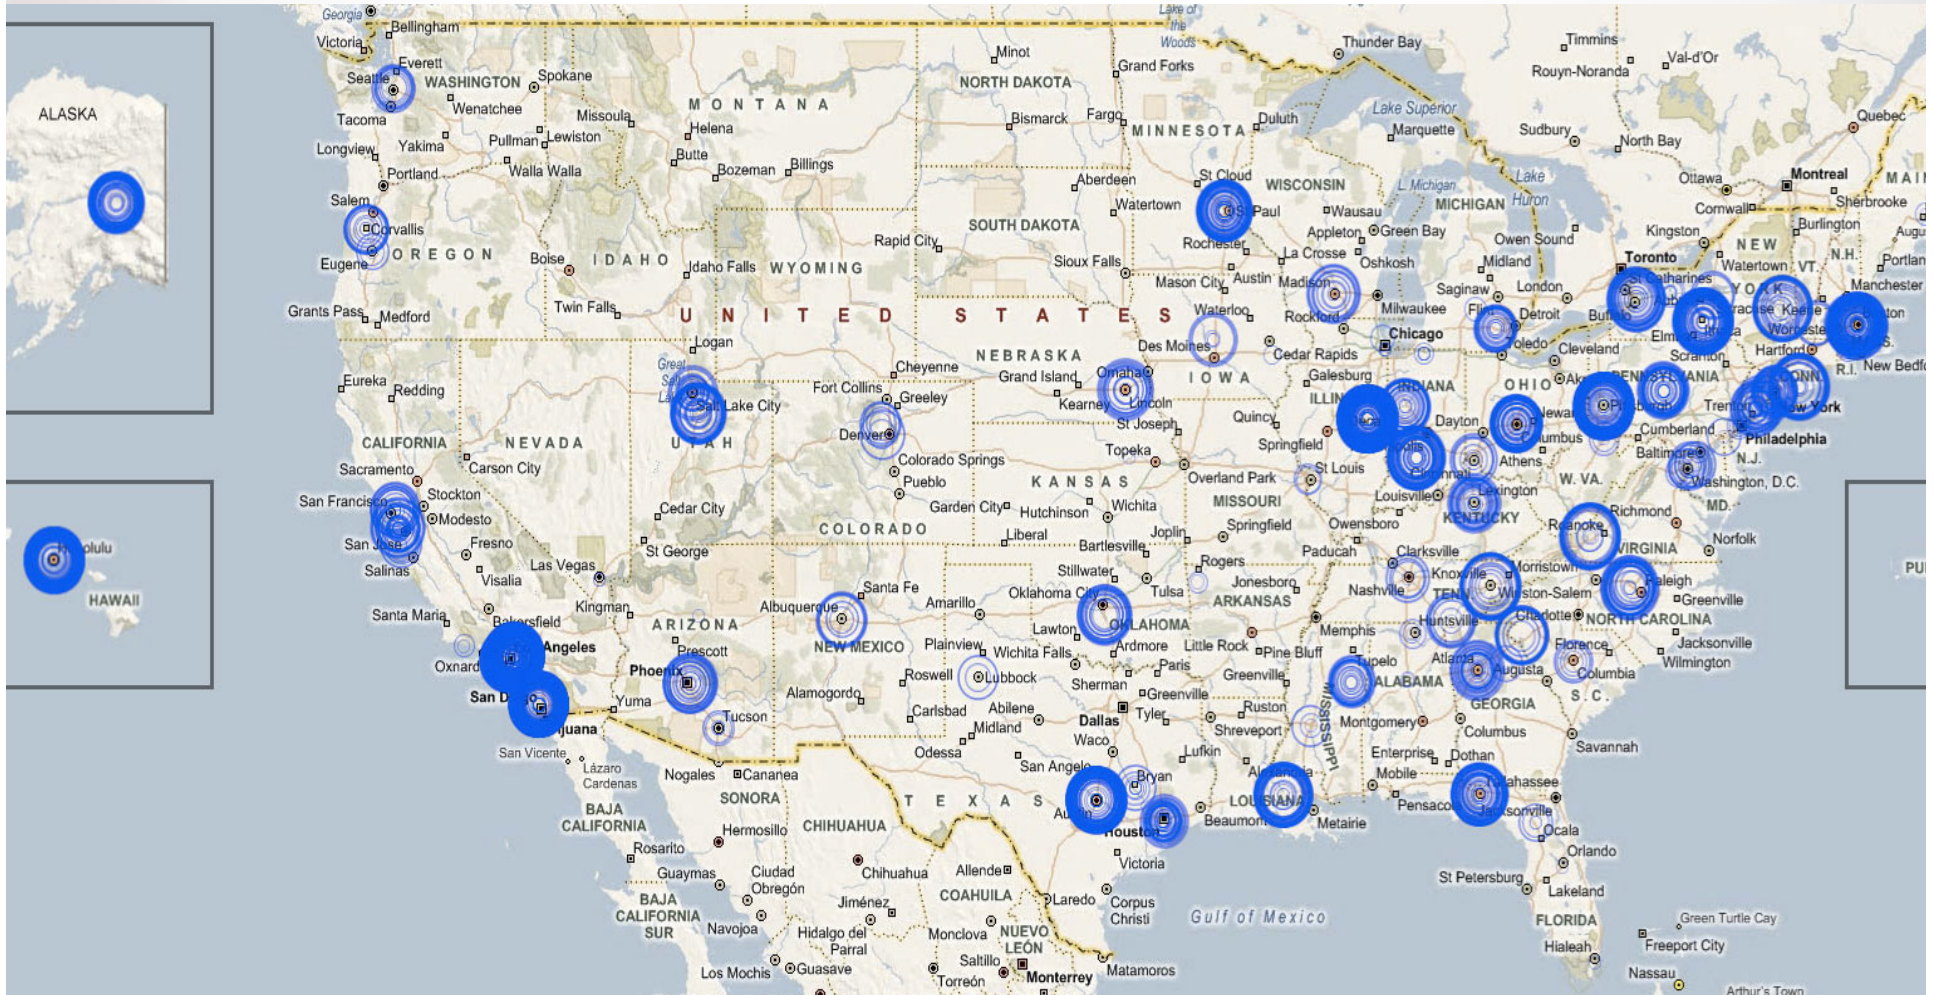 Georgia
Bellingham
Victoria
Lake of
the
Woods
Minot
Thunder Bay
Timmins
Val-d'Or
Rouyn-Noranda
Everett
Seattle
WASHINGTON
Spokane
Grand Forks
NORTH DAKOTA
Wenatchee
MONTANA
Lake Superior
ALASKA
Tacoma
Missoula
Helena
Bismarck
Fargo
MINNESOTA
Duluth
Marquette
Sudbury
North Bay
Quebec
Longview
Yakima
Pullman
Lewiston
Butte
Billings
Portland
Walla Walla
Bozeman
Aberdeen
St Cloud
WISCONSIN
L. Michigan
Lake
Huron
Ottawa
Montreal
Salem
Watertown
Paul
Wausau
MICHIGAN
Cornwall
Sherbrooke
Corvallis
SOUTH DAKOTA
Appleton
Green Bay
Owen Sound
Kingston
Burlington
Rapid City
Rochester
La Crosse
Oshkosh
Toronto
NEW
YORK
Watertown
VT.
N.H.
Eugene
OREGON
Boise
IDAHO
Idaho Falls
WYOMING
Sioux Falls
Midland
Mason City
Austin
Madison
Saginaw
London
St Catharines
Manchester
Grants Pass
Medford
Twin Falls
UNITED STATES
Waterloo
Rockford
Milwaukee
Flint
Detroit
Buffalo
Chicago
Logan
NEBRASKA
Des Moines
Cedar Rapids
Toledo
Cleveland
Scranton
Hartford
R.I.
Great
Cheyenne
Grand Island
Omaha
IOWA
Galesburg
INDIANA
OHIO
PENNSYLVANIA
CONN.
Eureka
Redding
Fort Collins
Greeley
Kearney
Lincoln
Salt Lake City
Quincy
Dayton
Pittsburgh
Trenton
New York
CALIFORNIA
NEVADA
UTAH
Denver
St Joseph
Springfield
Columbus
Cumberland
Philadelphia
Sacramento
Carson City
Colorado Springs
Topeka
Overland Park
St Louis
Cincinnati
Athens
Baltimore
N.J.
San Francisco
Stockton
Pueblo
KANSAS
MISSOURI
Louisville
Lexington
W.VA.
Washington, D.C.
Modesto
Cedar City
Garden City
Hutchinson
Wichita
Springfield
Owensboro
KENTUCKY
Roanoke
Richmond
MD.
San Jose
Fresno
St George
COLORADO
Liberal
Bartlesville
Joplin
Paducah
VIRGINIA
Norfolk
Salinas
Visalia
Las Vegas
Stillwater
Rogers
Clarksville
Knoxville
Morristown
Raleigh
HAWAII
Santa Maria
Kingman
Santa Fe
Albuquerque
Amarillo
Oklahoma City
Tulsa
Jonesboro
ARKANSAS
Nashville
TENN.
Winston-Salem
Greenville
Bakersfield
ARIZONA
Lawton
OKLAHOMA
Memphis
Huntsville
Charlotte
NORTH CAROLINA
Oxnard
Angeles
Prescott
NEW MEXICO
Plainview
Wichita Falls
Ardmore
Little Rock
Pine Bluff
Tupelo
Atlanta
Florence
Jacksonville
Phoenix
Roswell
Lubbock
Paris
Greenville
ALABAMA
Augusta
Columbia
Wilmington
Yuma
Alamogordo
Sherman
Greenville
MISSISSIPPI
GEORGIA
S.C.
Tucson
Carlsbad
Abilene
Dallas
Tyler
Ruston
Montgomery
Columbus
Midland
Shreveport
San Vicente
Odessa
Waco
Lufkin
Enterprise
Dothan
Savannah
Lázaro
Cardenas
Nogales
Cananea
San Angelo
Bryan
Mobile
SONORA
TEXAS
LOUISIANA
BAJA
CALIFORNIA
CHIHUAHUA
Houston
Beaumont
Metairie
Jacksonville
Hermosillo
Ocala
Rosarito
Victoria
Orlando
Guaymas
Ciudad
Obregón
Chihuahua
Allende
St Petersburg
Lakeland
BAJA
CALIFORNIA
SUR
Jiménez
COAHUILA
Laredo
Corpus
Christi
Gulf of Mexico
FLORIDA
Green Turtle Cay
Navojoa
Hidalgo del
Parral
Monclova
NUEVO
LEÓN
Hialeah
Freeport City
Los Mochis
Guasave
Saltillo
Torreón
Monterrey
Matamoros
Nassau
Arthur's Town